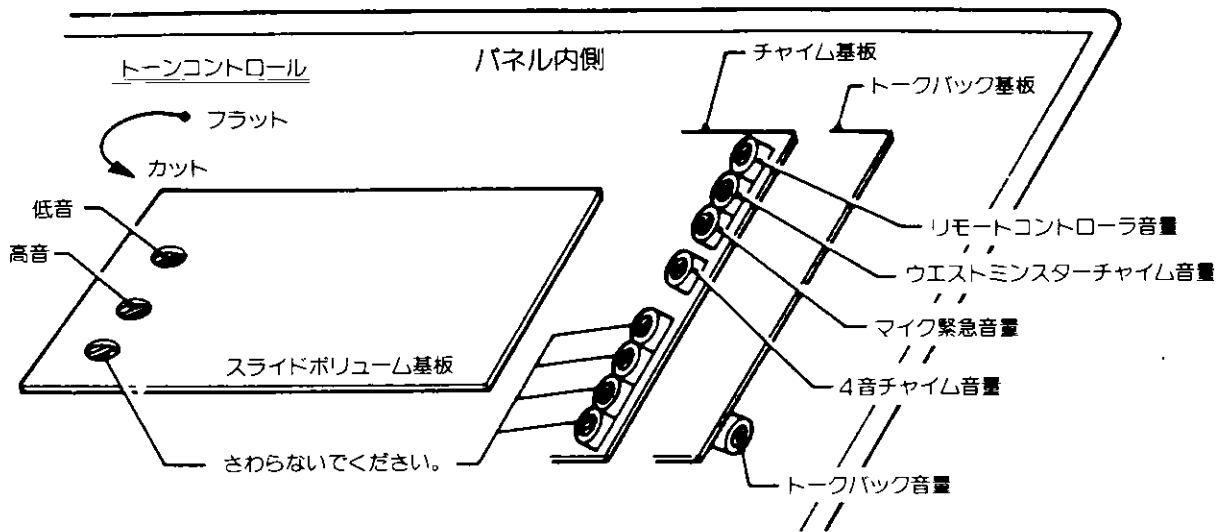 パネル内側
チャイム基板
トークバック基板
トーンコントロール
フラット
カット
低音
高音
スライドボリューム基板
さわらないでください。
リモートコントローラ音量
ウエストミンスターチャイム音量
マイク緊急音量
4音チャイム音量
トークバック音量